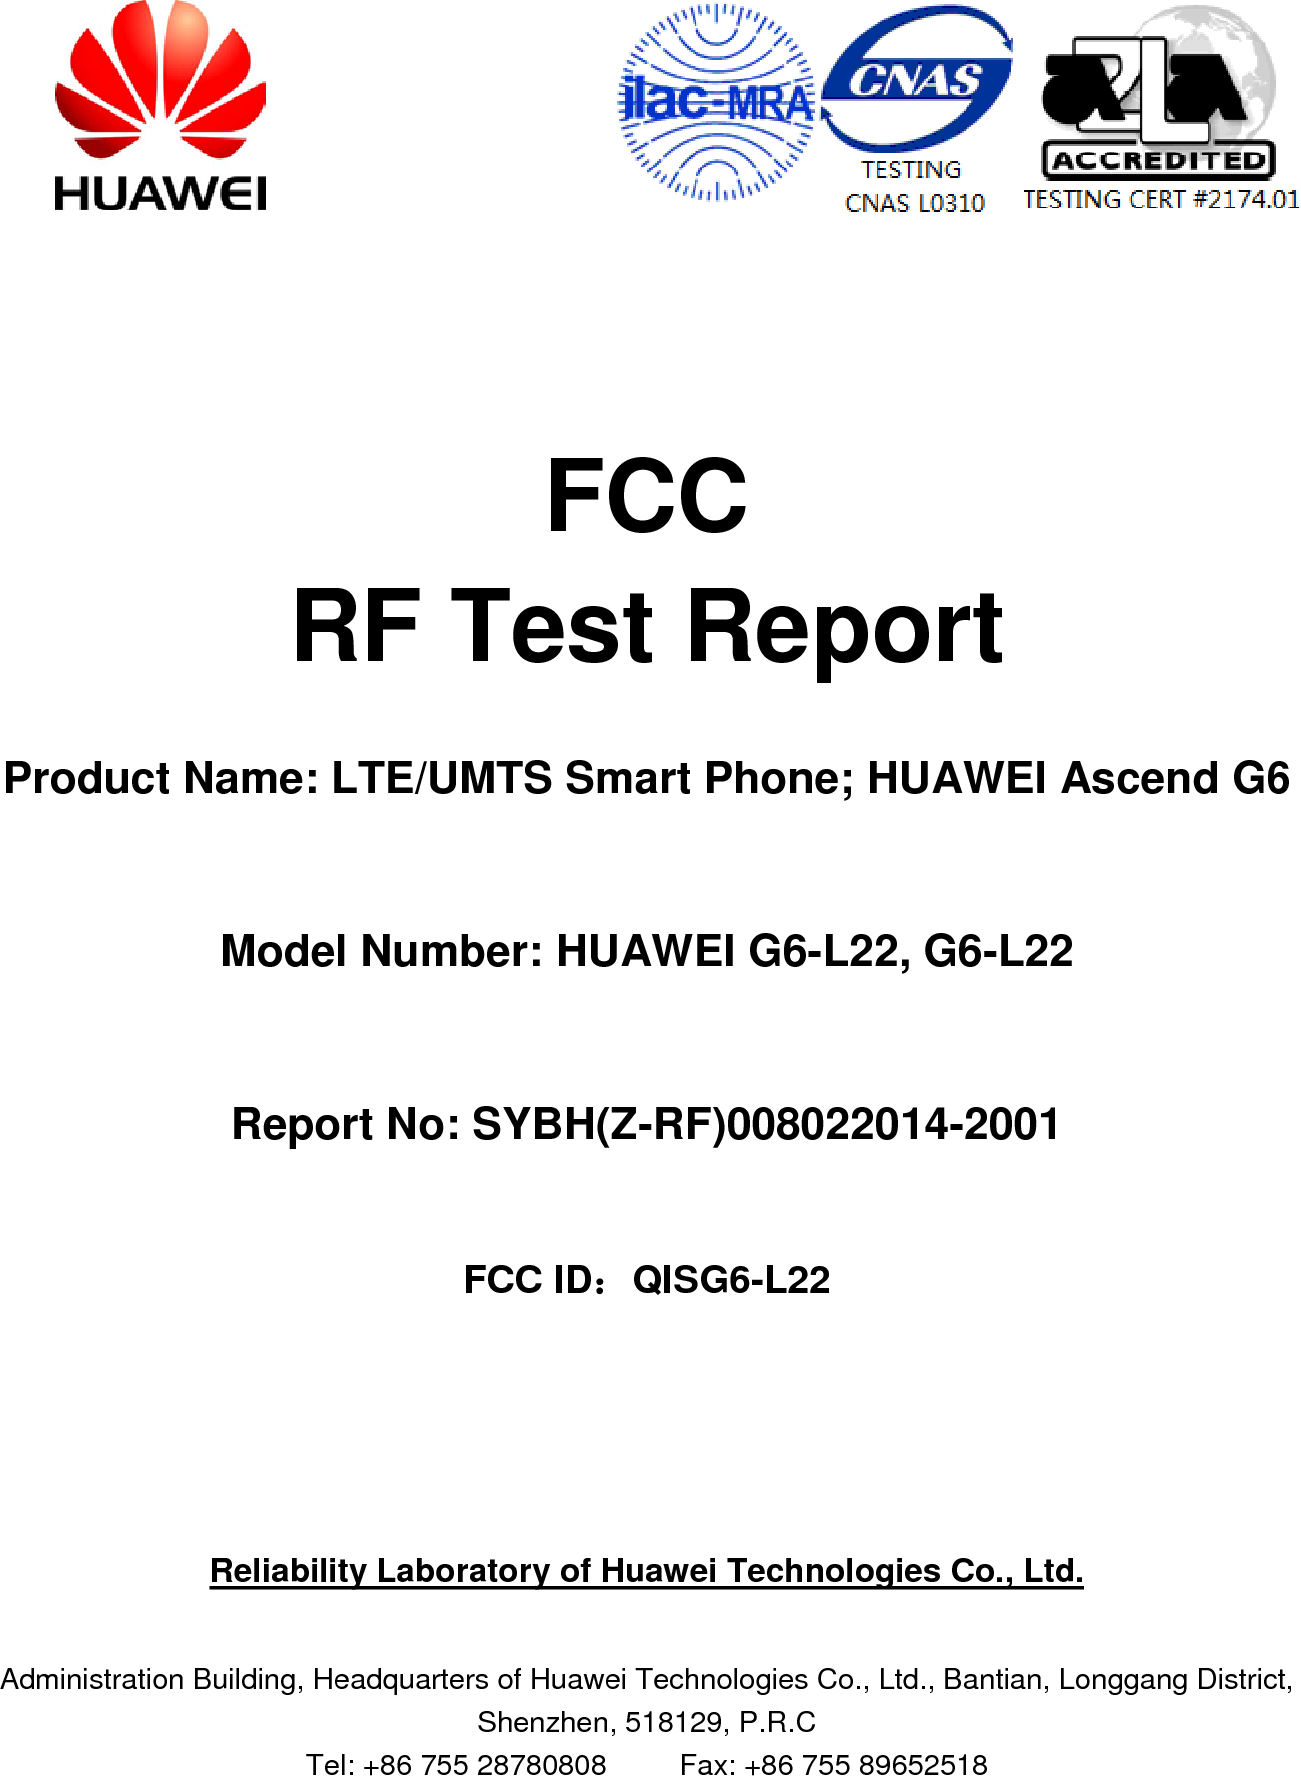 HUAWEI
ilac-MRA
CNAS
TESTING
CNAS L0310
a2la
ACCREDITED
TESTING CERT #2174.01
FCC
RF Test Report
Product Name: LTE/UMTS Smart Phone; HUAWEI Ascend G6
Model Number: HUAWEI G6-L22, G6-L22
Report No: SYBH(Z-RF)008022014-2001
FCC ID：QISG6-L22
Reliability Laboratory of Huawei Technologies Co., Ltd.
Administration Building, Headquarters of Huawei Technologies Co., Ltd., Bantian, Longgang District,
Shenzhen, 518129, P.R.C
Tel: +86 755 28780808 Fax: +86 755 89652518